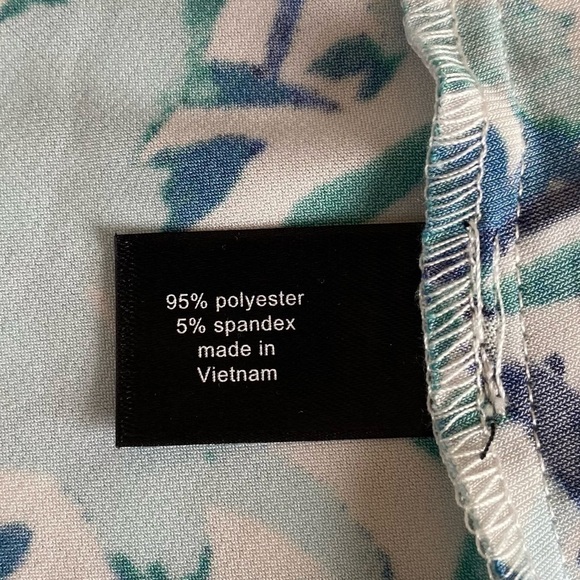 95% polyester
5% spandex
made in
Vietnam